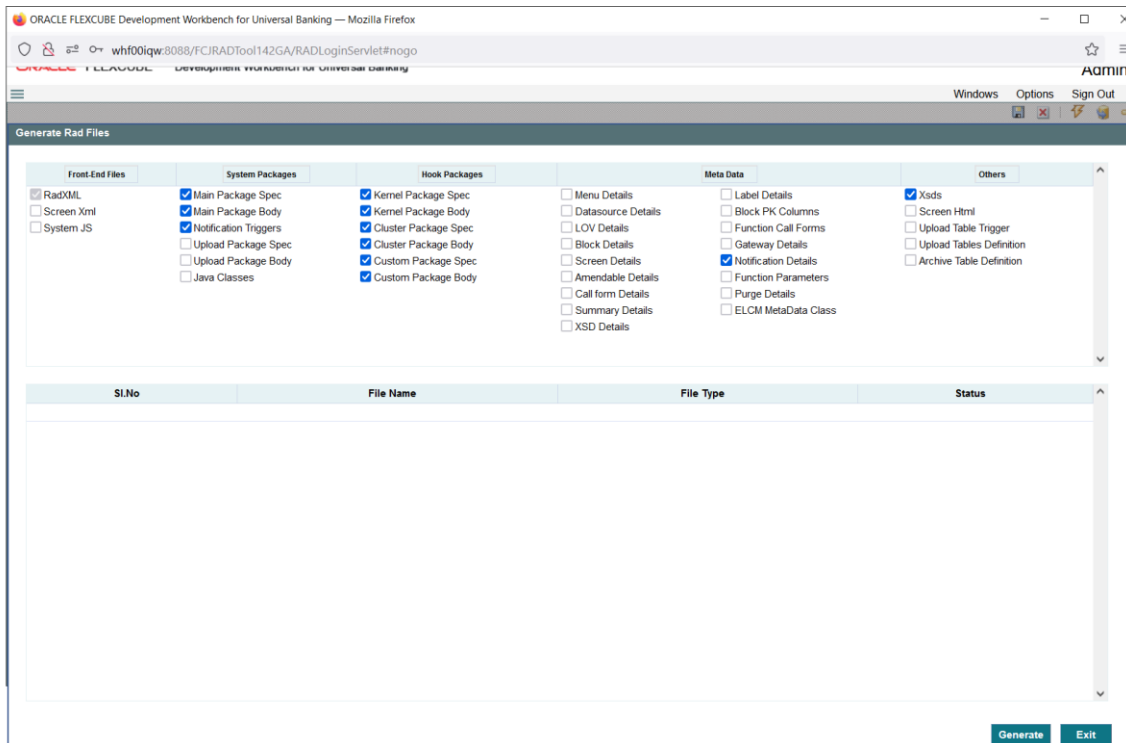 ORACLE FLEXCUBE Development Workbench for Universal Banking — Mozilla Firefox
whf00iqw:8088/FCJRADTool142GA/RADLoginServlet#nogo
ORACLE FLEXCUBE Development Workbench for Universal Banking Admin
Windows Options Sign Out
Generate Rad Files
Front-End Files System Packages Hook Packages Meta Data Others
RadXML Main Package Spec Kernel Package Spec Menu Details Label Details Xsds
Screen Xml Main Package Body Kernel Package Body Datasource Details Block PK Columns Screen Html
System JS Notification Triggers Cluster Package Spec LOV Details Function Call Forms Upload Table Trigger
Upload Package Spec Cluster Package Body Block Details Gateway Details Upload Tables Definition
Upload Package Body Custom Package Spec Screen Details Notification Details Archive Table Definition
Java Classes Custom Package Body Amendable Details Function Parameters
Call form Details Purge Details
Summary Details ELCM MetaData Class
XSD Details
Sl.No File Name File Type Status
Generate Exit